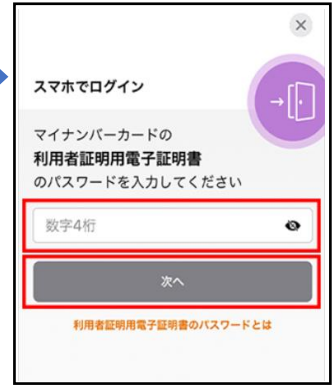 スマホでログイン
マイナンバーカードの
利用者証明用電子証明書
のパスワードを入力してください
数字4桁
次へ
利用者証明用電子証明書のパスワードとは